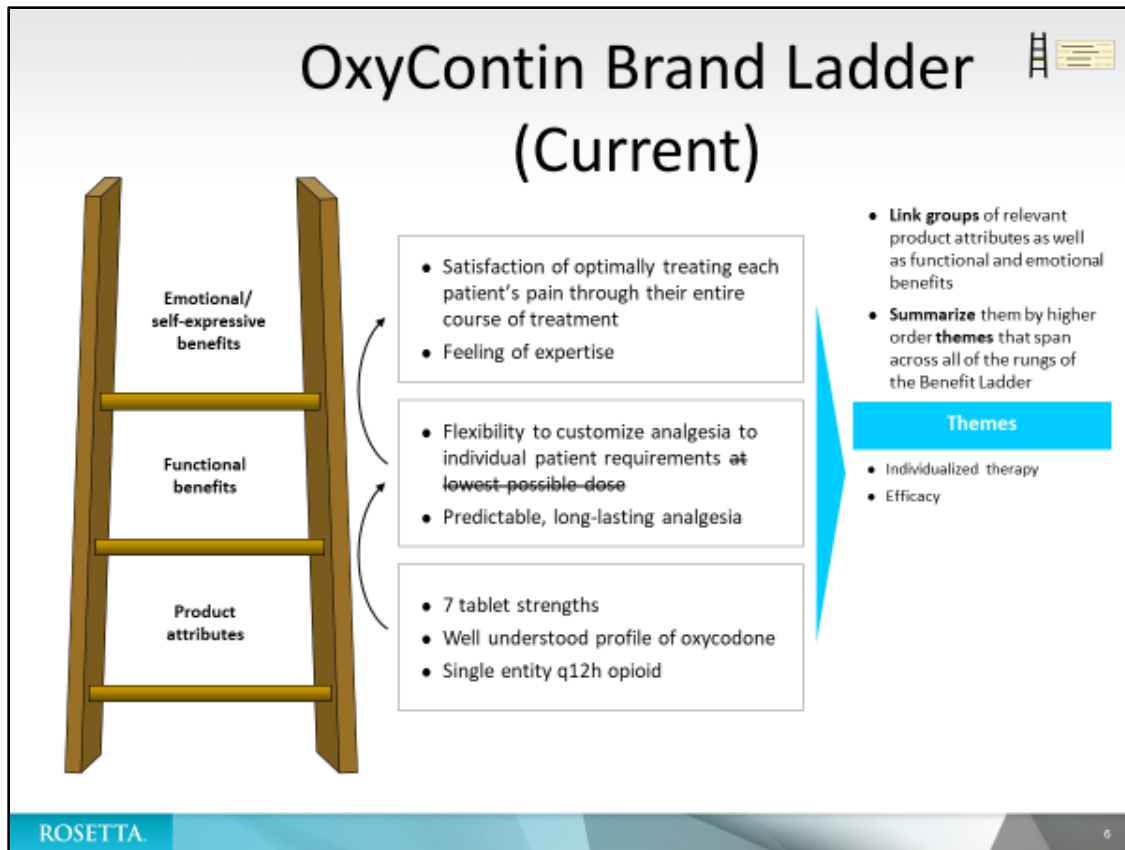 OxyContin Brand Ladder
(Current)
Emotional/
self-expressive
benefits
Functional
benefits
Product
attributes
● Satisfaction of optimally treating each
patient's pain through their entire
course of treatment
● Feeling of expertise
● Flexibility to customize analgesia to
individual patient requirements at
lowest possible dose
● Predictable, long-lasting analgesia
● 7 tablet strengths
● Well understood profile of oxycodone
● Single entity q12h opioid
● Link groups of relevant
product attributes as well
as functional and emotional
benefits
● Summarize them by higher
order themes that span
across all of the rungs of
the Benefit Ladder
Themes
● Individualized therapy
● Efficacy
ROSETTA.
6